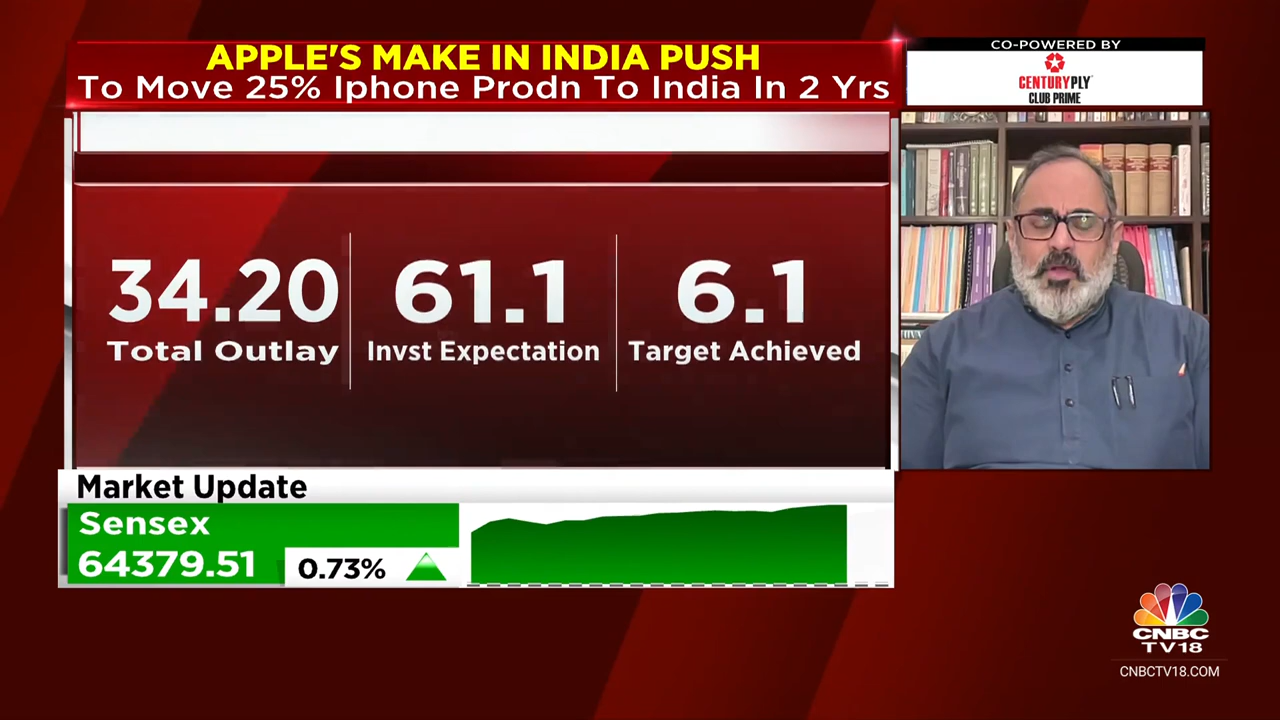 APPLE'S MAKE IN INDIA PUSH
To Move 25% Iphone Prodn To India In 2 Yrs
CO-POWERED BY
CENTURYPLY
CLUB PRIME
34.20
Total Outlay
61.1
Invst Expectation
6.1
Target Achieved
Market Update
Sensex
64379.51
0.73%
CNBC
TV18
CNBCTV18.COM